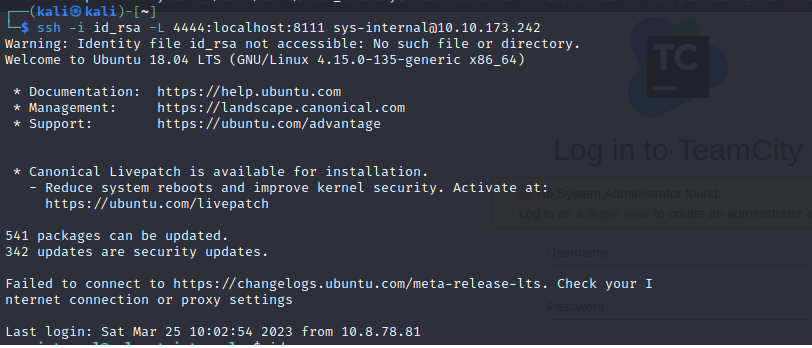 ┌──(kali㉿kali)-[~]
└─$ ssh -i id_rsa -L 4444:localhost:8111 sys-internal@10.10.173.242
Warning: Identity file id_rsa not accessible: No such file or directory.
Welcome to Ubuntu 18.04 LTS (GNU/Linux 4.15.0-135-generic x86_64)
* Documentation:  https://help.ubuntu.com
* Management:     https://landscape.canonical.com
* Support:        https://ubuntu.com/advantage
* Canonical Livepatch is available for installation.
- Reduce system reboots and improve kernel security. Activate at:
https://ubuntu.com/livepatch
541 packages can be updated.
342 updates are security updates.
Failed to connect to https://changelogs.ubuntu.com/meta-release-lts. Check your I
nternet connection or proxy settings
Last login: Sat Mar 25 10:02:54 2023 from 10.8.78.81
TC
Log in to TeamCity
No System Administrator found.
Log in as a Super user to create an administrator
Username
Password